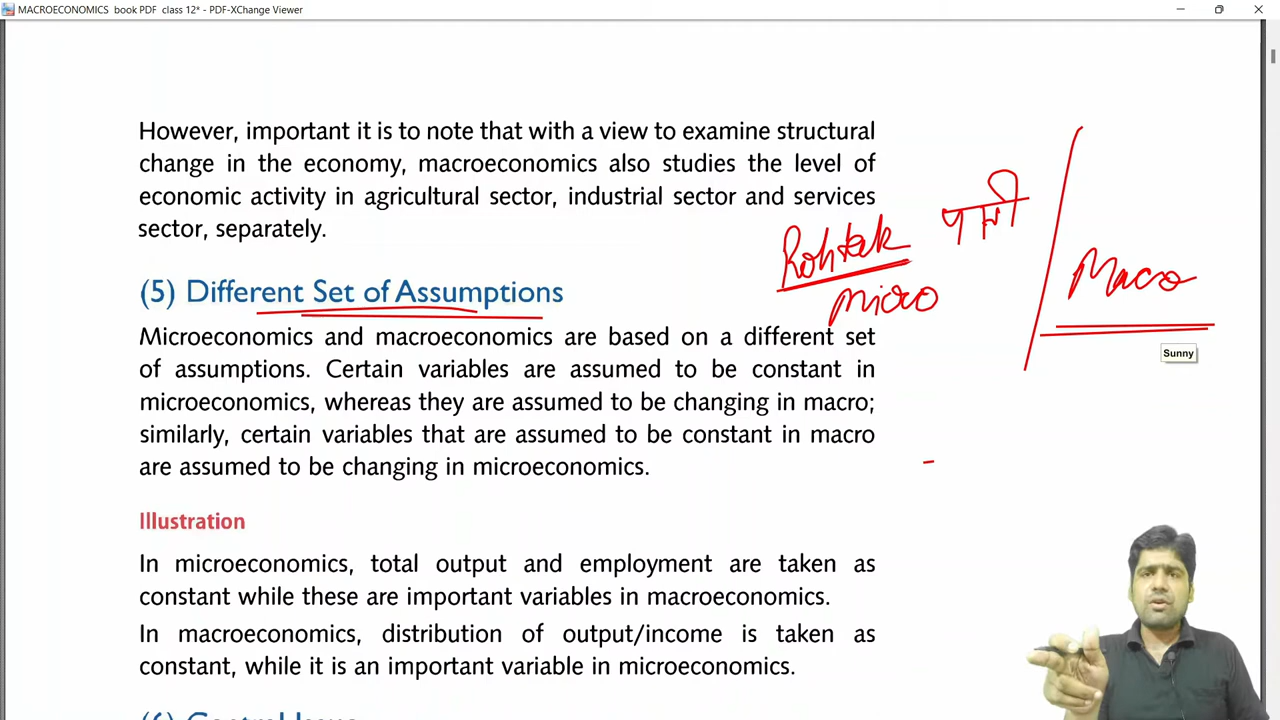 MACROECONOMICS book PDF class 12* - PDF-XChange Viewer
However, important it is to note that with a view to examine structural
change in the economy, macroeconomics also studies the level of
economic activity in agricultural sector, industrial sector and services
sector, separately.
Rohtak
micro
Macro
Sunny
(5) Different Set of Assumptions
Microeconomics and macroeconomics are based on a different set
of assumptions. Certain variables are assumed to be constant in
microeconomics, whereas they are assumed to be changing in macro;
similarly, certain variables that are assumed to be constant in macro
are assumed to be changing in microeconomics.
Illustration
In microeconomics, total output and employment are taken as
constant while these are important variables in macroeconomics.
In macroeconomics, distribution of output/income is taken as
constant, while it is an important variable in microeconomics.